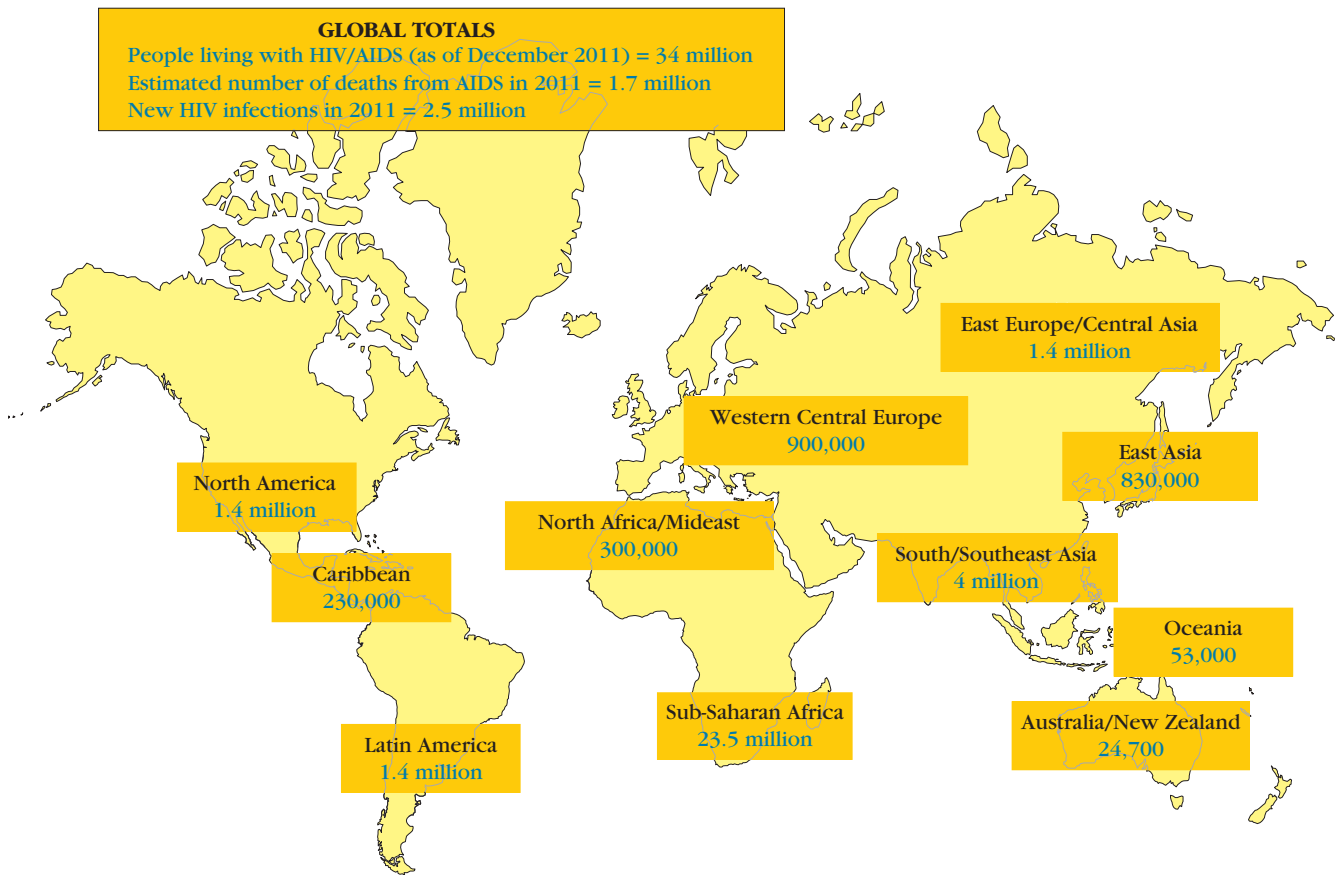 GLOBAL TOTALS
People living with HIV/AIDS (as of December 2011) = 34 million
Estimated number of deaths from AIDS in 2011 = 1.7 million
New HIV infections in 2011 = 2.5 million
East Europe/Central Asia
1.4 million
Western Central Europe
900,000
East Asia
830,000
North America
1.4 million
North Africa/Mideast
300,000
South/Southeast Asia
4 million
Caribbean
230,000
Oceania
53,000
Sub-Saharan Africa
23.5 million
Australia/New Zealand
24,700
Latin America
1.4 million